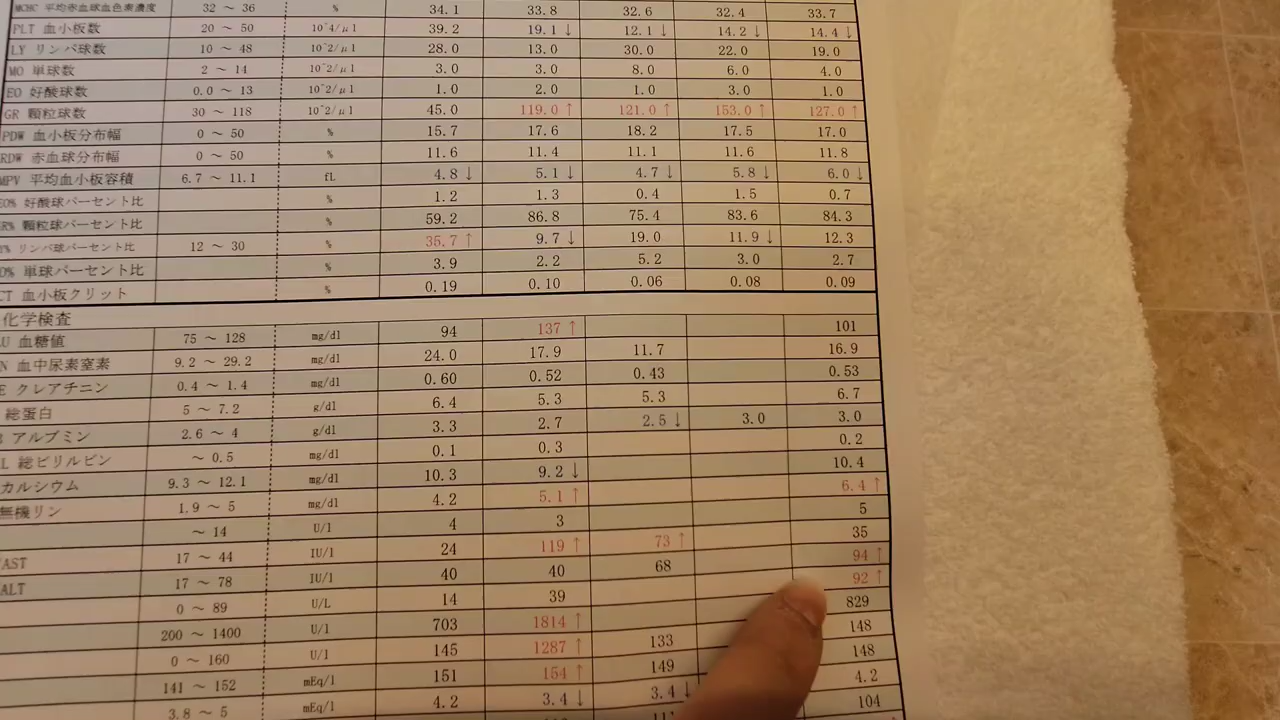 MCHC 平均赤血球血色素濃度 32 ～ 36 % 34.1 33.8 32.6 32.4 33.7
PLT 血小板数 20 ～ 50 10^4/μl 39.2 19.1 ↓ 12.1 ↓ 14.2 ↓ 14.4 ↓
LY リンパ球数 10 ～ 48 10^2/μl 28.0 13.0 30.0 22.0 19.0
MO 単球数 2 ～ 14 10^2/μl 3.0 3.0 8.0 6.0 4.0
EO 好酸球数 0.0 ～ 13 10^2/μl 1.0 2.0 1.0 3.0 1.0
GR 顆粒球数 30 ～ 118 10^2/μl 45.0 119.0 ↑ 121.0 ↑ 153.0 ↑ 127.0 ↑
PDW 血小板分布幅 0 ～ 50 % 15.7 17.6 18.2 17.5 17.0
RDW 赤血球分布幅 0 ～ 50 % 11.6 11.4 11.1 11.6 11.8
MPV 平均血小板容積 6.7 ～ 11.1 fL 4.8 ↓ 5.1 ↓ 4.7 ↓ 5.8 ↓ 6.0 ↓
EO% 好酸球パーセント比 % 1.2 1.3 0.4 1.5 0.7
GR% 顆粒球パーセント比 % 59.2 86.8 75.4 83.6 84.3
% リンパ球パーセント比 12 ～ 30 % 35.7 ↑ 9.7 ↓ 19.0 11.9 ↓ 12.3
O% 単球パーセント比 % 3.9 2.2 5.2 3.0 2.7
CT 血小板クリット % 0.19 0.10 0.06 0.08 0.09
化学検査
U 血糖値 75 ～ 128 mg/dl 94 137 ↑ 101
N 血中尿素窒素 9.2 ～ 29.2 mg/dl 24.0 17.9 11.7 16.9
E クレアチニン 0.4 ～ 1.4 mg/dl 0.60 0.52 0.43 0.53
総蛋白 5 ～ 7.2 g/dl 6.4 5.3 5.3 6.7
アルブミン 2.6 ～ 4 g/dl 3.3 2.7 2.5 ↓ 3.0 3.0
L 総ビリルビン ～ 0.5 mg/dl 0.1 0.3 0.2
カルシウム 9.3 ～ 12.1 mg/dl 10.3 9.2 ↓ 10.4
無機リン 1.9 ～ 5 mg/dl 4.2 5.1 ↑ 6.4 ↑
～ 14 U/l 4 3 5
/AST 17 ～ 44 IU/l 24 119 ↑ 73 ↑ 35
/ALT 17 ～ 78 IU/l 40 40 68 94 ↑
0 ～ 89 U/L 14 39 92 ↑
200 ～ 1400 U/l 703 1814 ↑ 829
0 ～ 160 U/l 145 1287 ↑ 133 148
141 ～ 152 mEq/l 151 154 ↑ 149 148
3.8 ～ 5 mEq/l 4.2 3.4 ↓ 3.4 ↓ 4.2
104